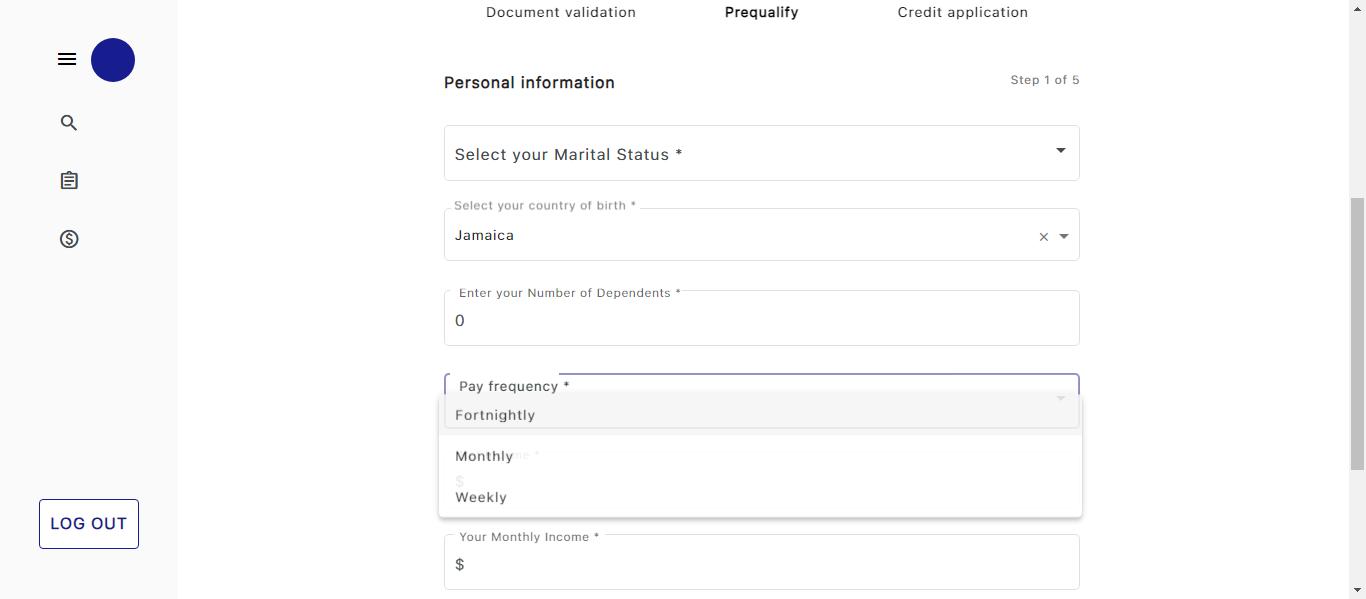 Document validation
Prequalify
Credit application
Personal information
Step 1 of 5
Select your Marital Status *
Select your country of birth *
Jamaica
Enter your Number of Dependents *
0
Pay frequency *
Fortnightly
Monthly
$
Weekly
LOG OUT
Your Monthly Income *
$